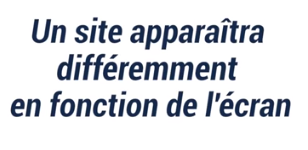 Un site apparaîtra
différemment
en fonction de l'écran